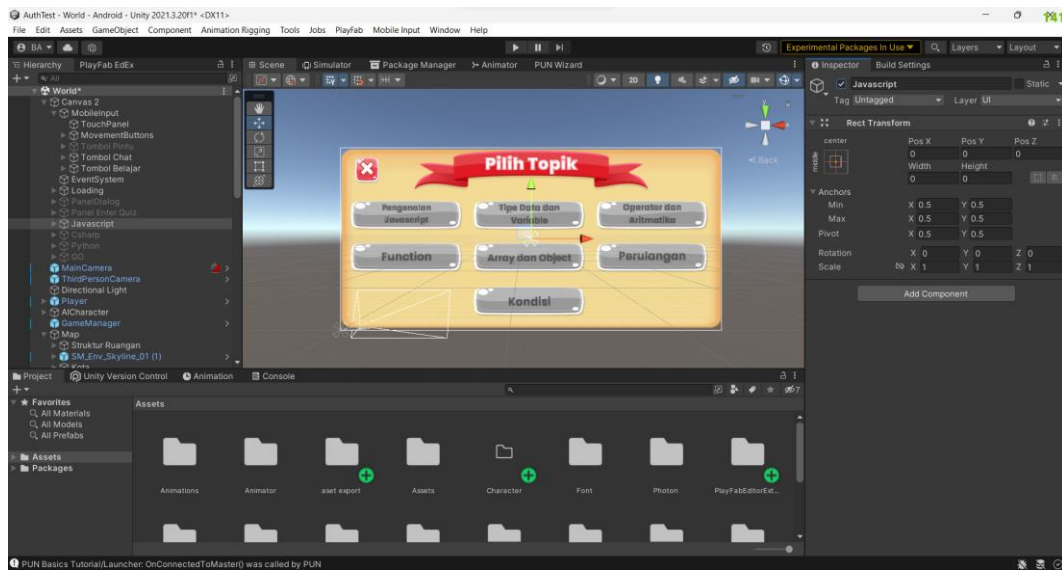 AuthTest - World - Android - Unity 2021.3.20f1* <DX11>
File Edit Assets GameObject Component Animation Rigging Tools Jobs Playfab Mobile Input Window Help
BA
Experimental Packages In Use
Layers
Layout
Hierarchy
PlayFab EdEx
All
World*
Canvas 2
MobileInput
TouchPanel
MovementButtons
Tombol Pintu
Tombol Chat
Tombol Belajar
EventSystem
Loading
PanelDialog
Panel Enter Quiz
Javascript
Csharp
Python
OO
MainCamera
ThirdPersonCamera
Directional Light
Player
AICharacter
GameManager
Map
Struktur Ruangan
SM_Env_Skyline_01 (1)
Kota
Scene
Simulator
Package Manager
Animator
PUN Wizard
20
2D
Back
Pilih Topik
Pengenalan Javascript
Tipe Data dan Variable
Operator dan Aritmatika
Function
Array dan Object
Perulangan
Kondisi
Inspector
Build Settings
Javascript
Static
Tag Untagged
Layer UI
Rect Transform
center
middle
Pos X Pos Y Pos Z
0 0 0
Width Height
0 0
Anchors
Min X 0.5 Y 0.5
Max X 0.5 Y 0.5
Pivot X 0.5 Y 0.5
Rotation X 0 Y 0 Z 0
Scale X 1 Y 1 Z 1
Add Component
Project
Unity Version Control
Animation
Console
Favorites
All Materials
All Models
All Prefabs
Assets
Packages
Assets
Animations
Animator
aset export
Assets
Character
Font
Photon
PlayFabEditorExt...
PUN Basics Tutorial/Launcher: OnConnectedToMaster() was called by PUN